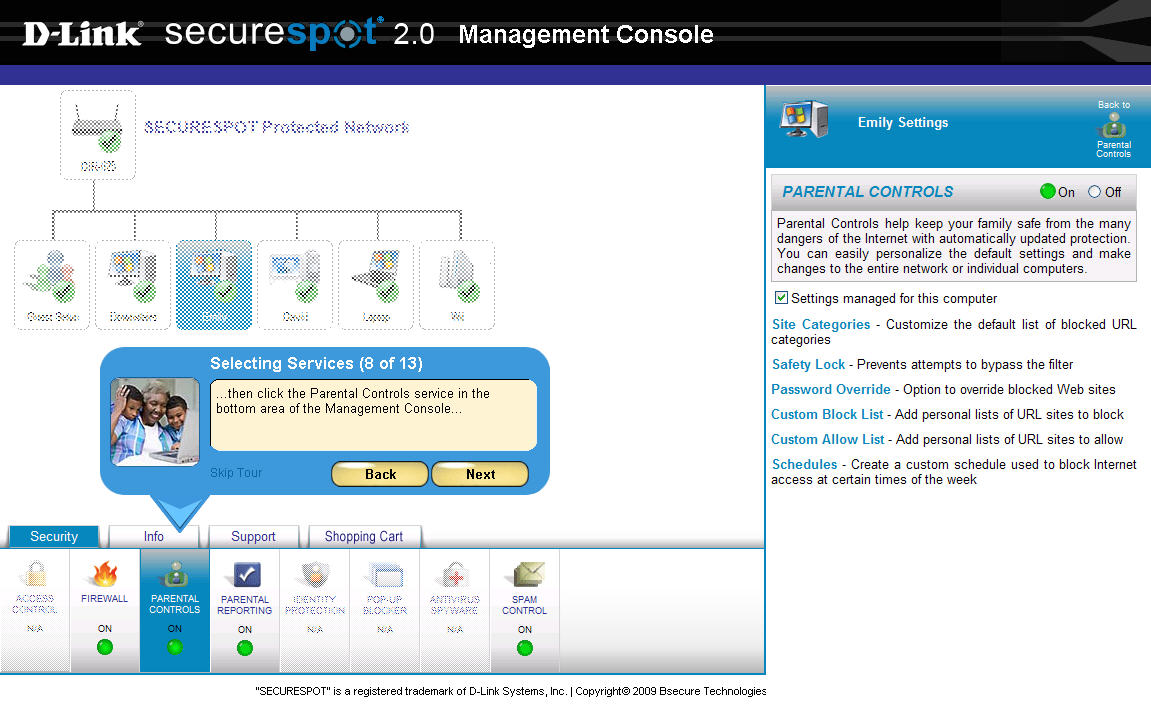 D-Link® securespot® 2.0 Management Console
SECURESPOT Protected Network
Guest Setup
Downstairs
Emily
David
Laptop
Wii
Selecting Services (8 of 13)
...then click the Parental Controls service in the
bottom area of the Management Console...
Skip Tour
Back
Next
Security
Info
Support
Shopping Cart
ACCESS
CONTROL
N/A
FIREWALL
ON
PARENTAL
CONTROLS
ON
PARENTAL
REPORTING
ON
IDENTITY
PROTECTION
N/A
POP-UP
BLOCKER
N/A
ANTIVIRUS
SPYWARE
N/A
SPAM
CONTROL
ON
Emily Settings
Back to
Parental
Controls
PARENTAL CONTROLS
On
Off
Parental Controls help keep your family safe from the many
dangers of the Internet with automatically updated protection.
You can easily personalize the default settings and make
changes to the entire network or individual computers.
Settings managed for this computer
Site Categories - Customize the default list of blocked URL
categories
Safety Lock - Prevents attempts to bypass the filter
Password Override - Option to override blocked Web sites
Custom Block List - Add personal lists of URL sites to block
Custom Allow List - Add personal lists of URL sites to allow
Schedules - Create a custom schedule used to block Internet
access at certain times of the week
"SECURESPOT" is a registered trademark of D-Link Systems, Inc. | Copyright© 2009 Bsecure Technologies